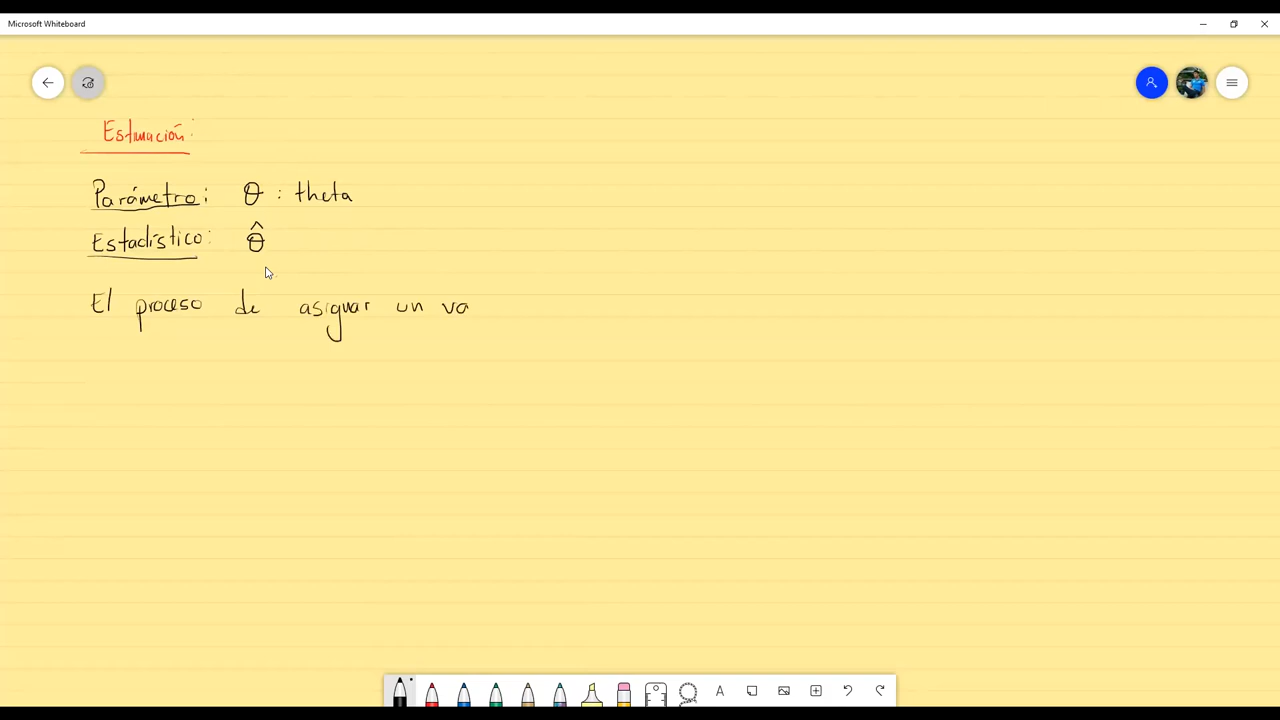 Microsoft Whiteboard
Estimación:
Parámetro: θ : theta
Estadístico: θ̂
El proceso de asignar un va
A